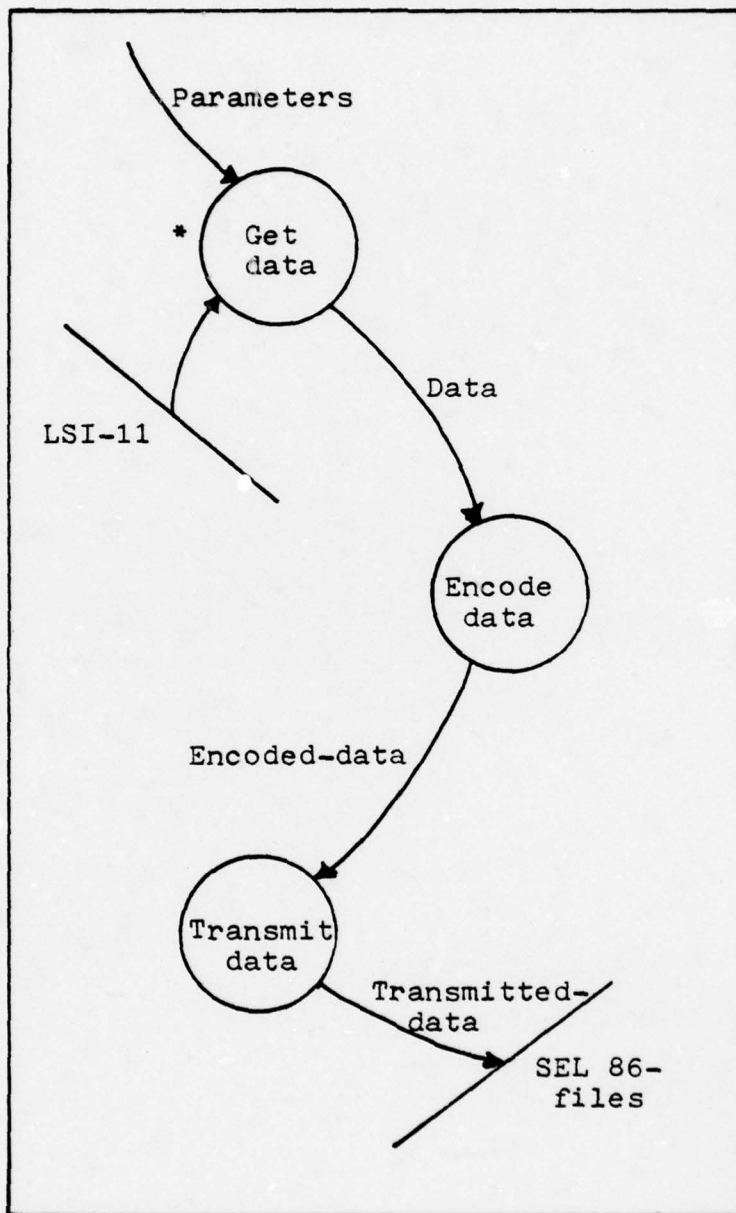 Parameters
*
Get
data
LSI-11
Data
Encode
data
Encoded-data
Transmit
data
Transmitted-
data
SEL 86-
files